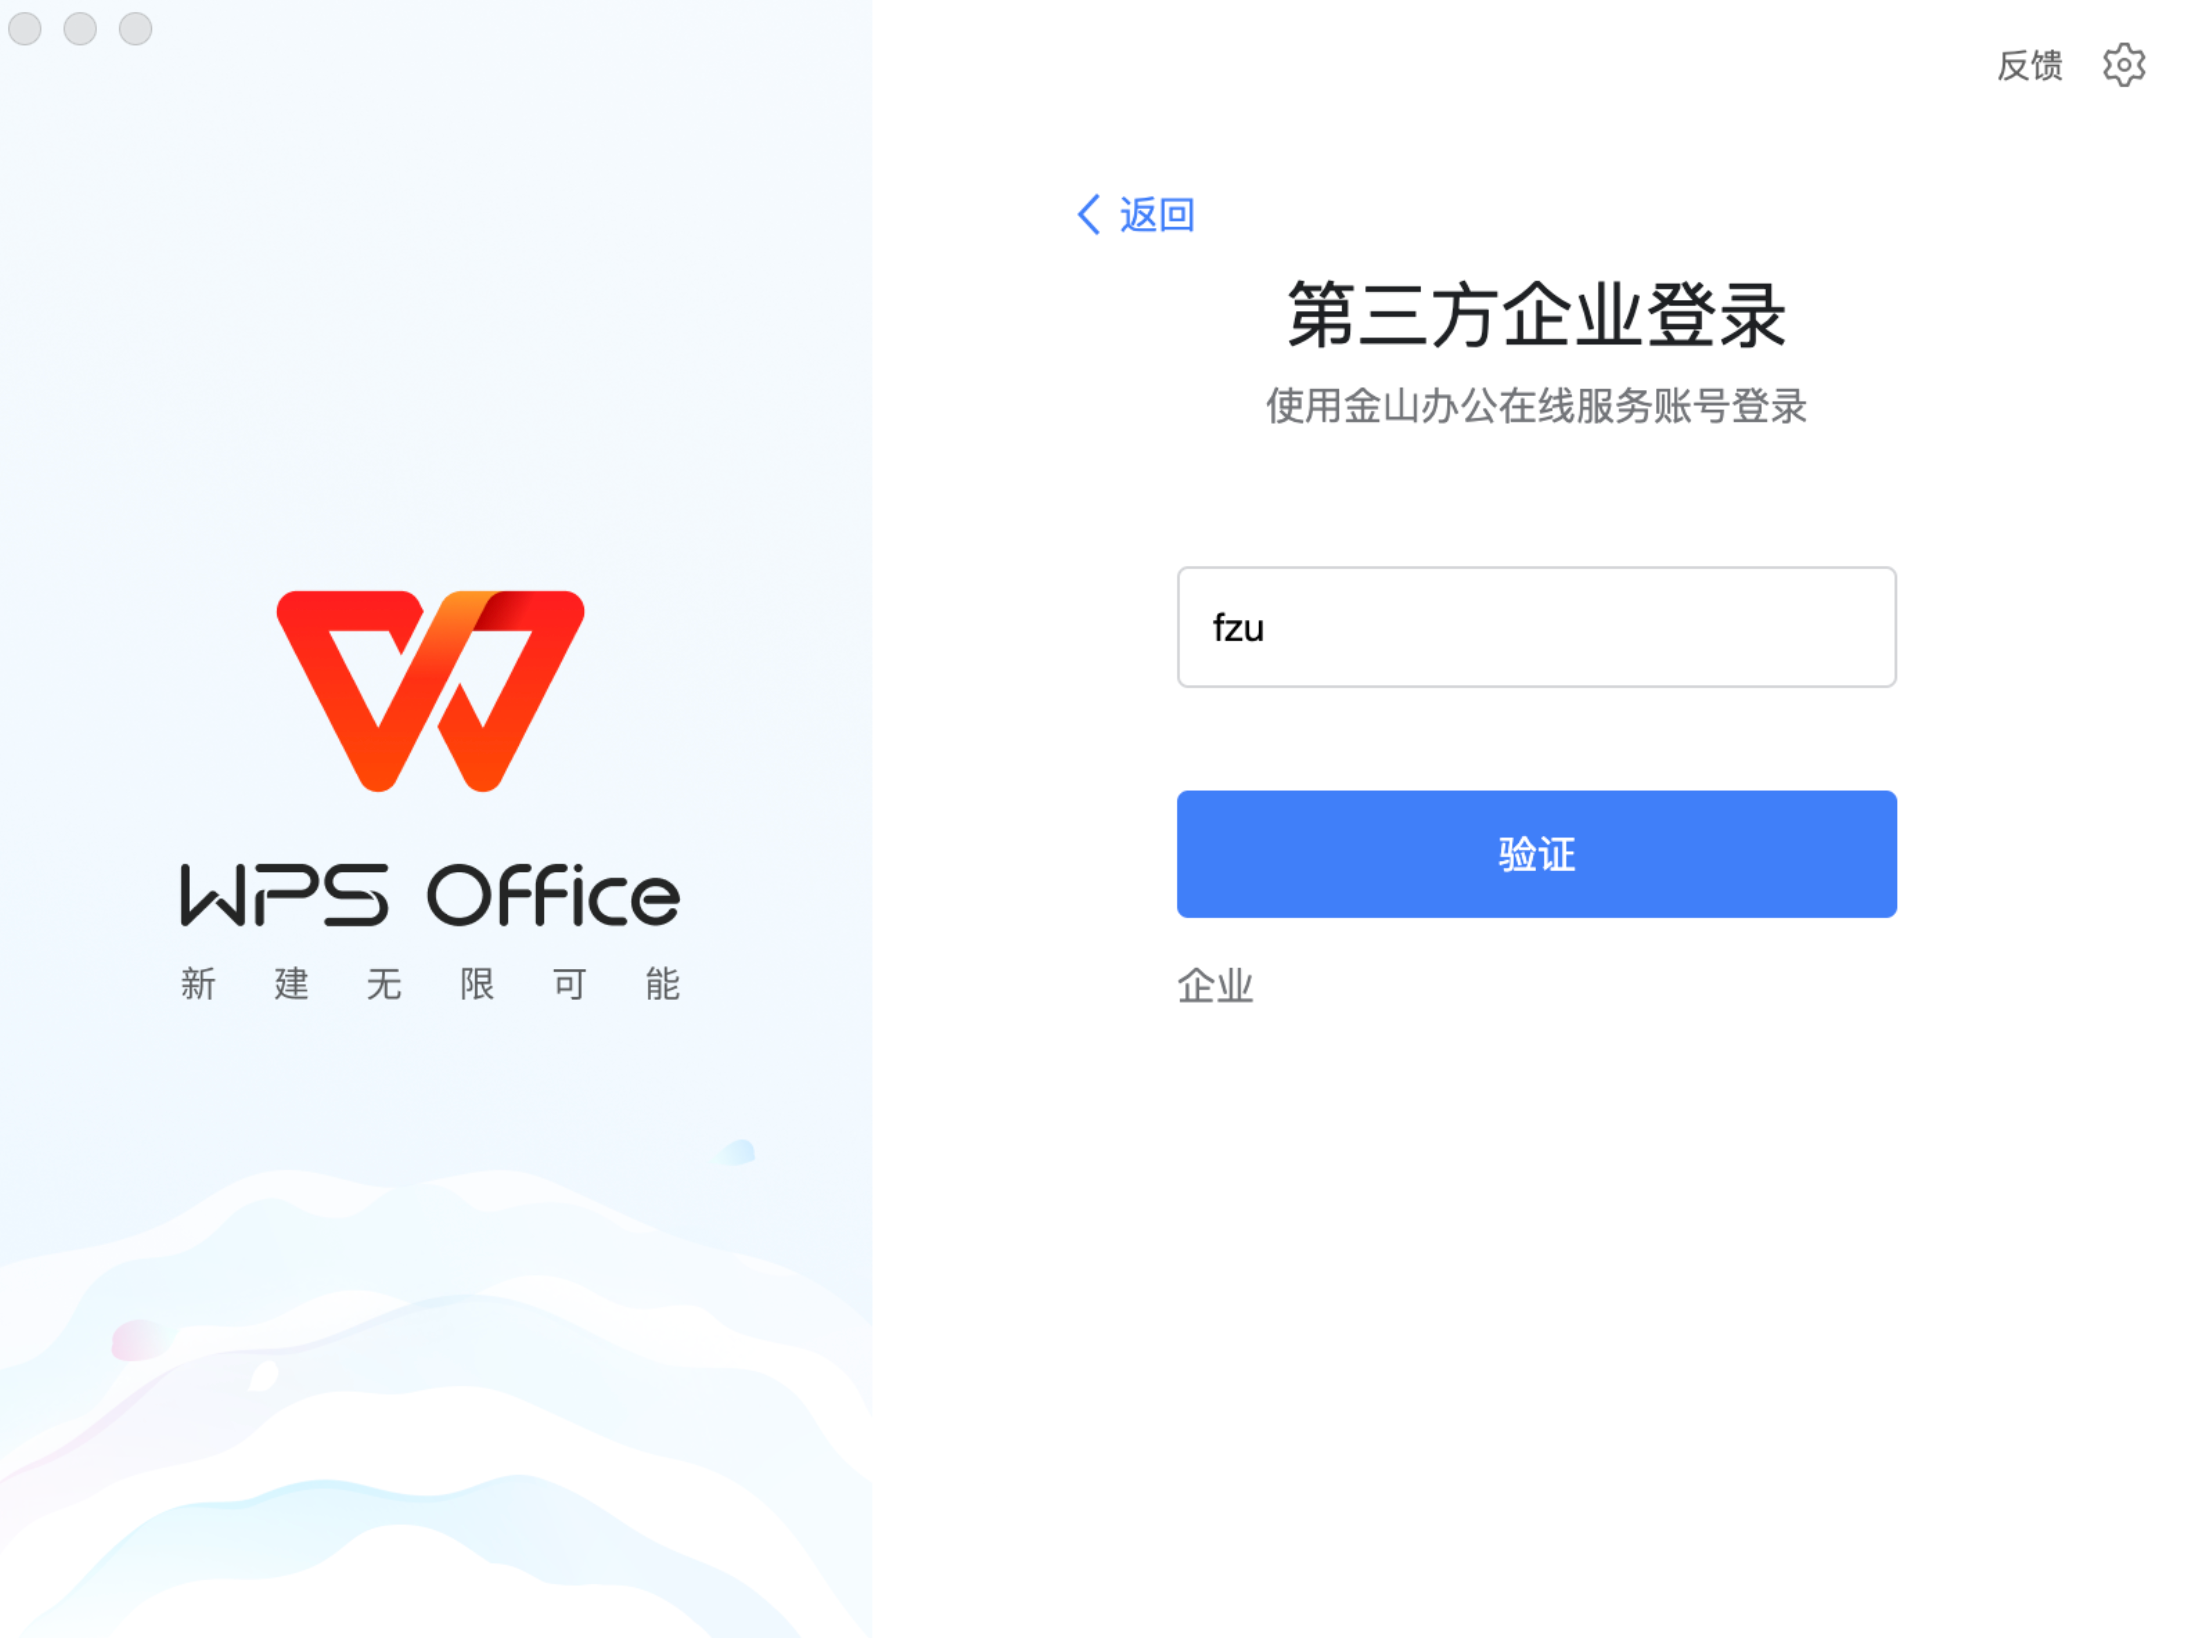 反馈
返回
第三方企业登录
使用金山办公在线服务账号登录
fzu
验证
企业
WPS Office
新建无限可能